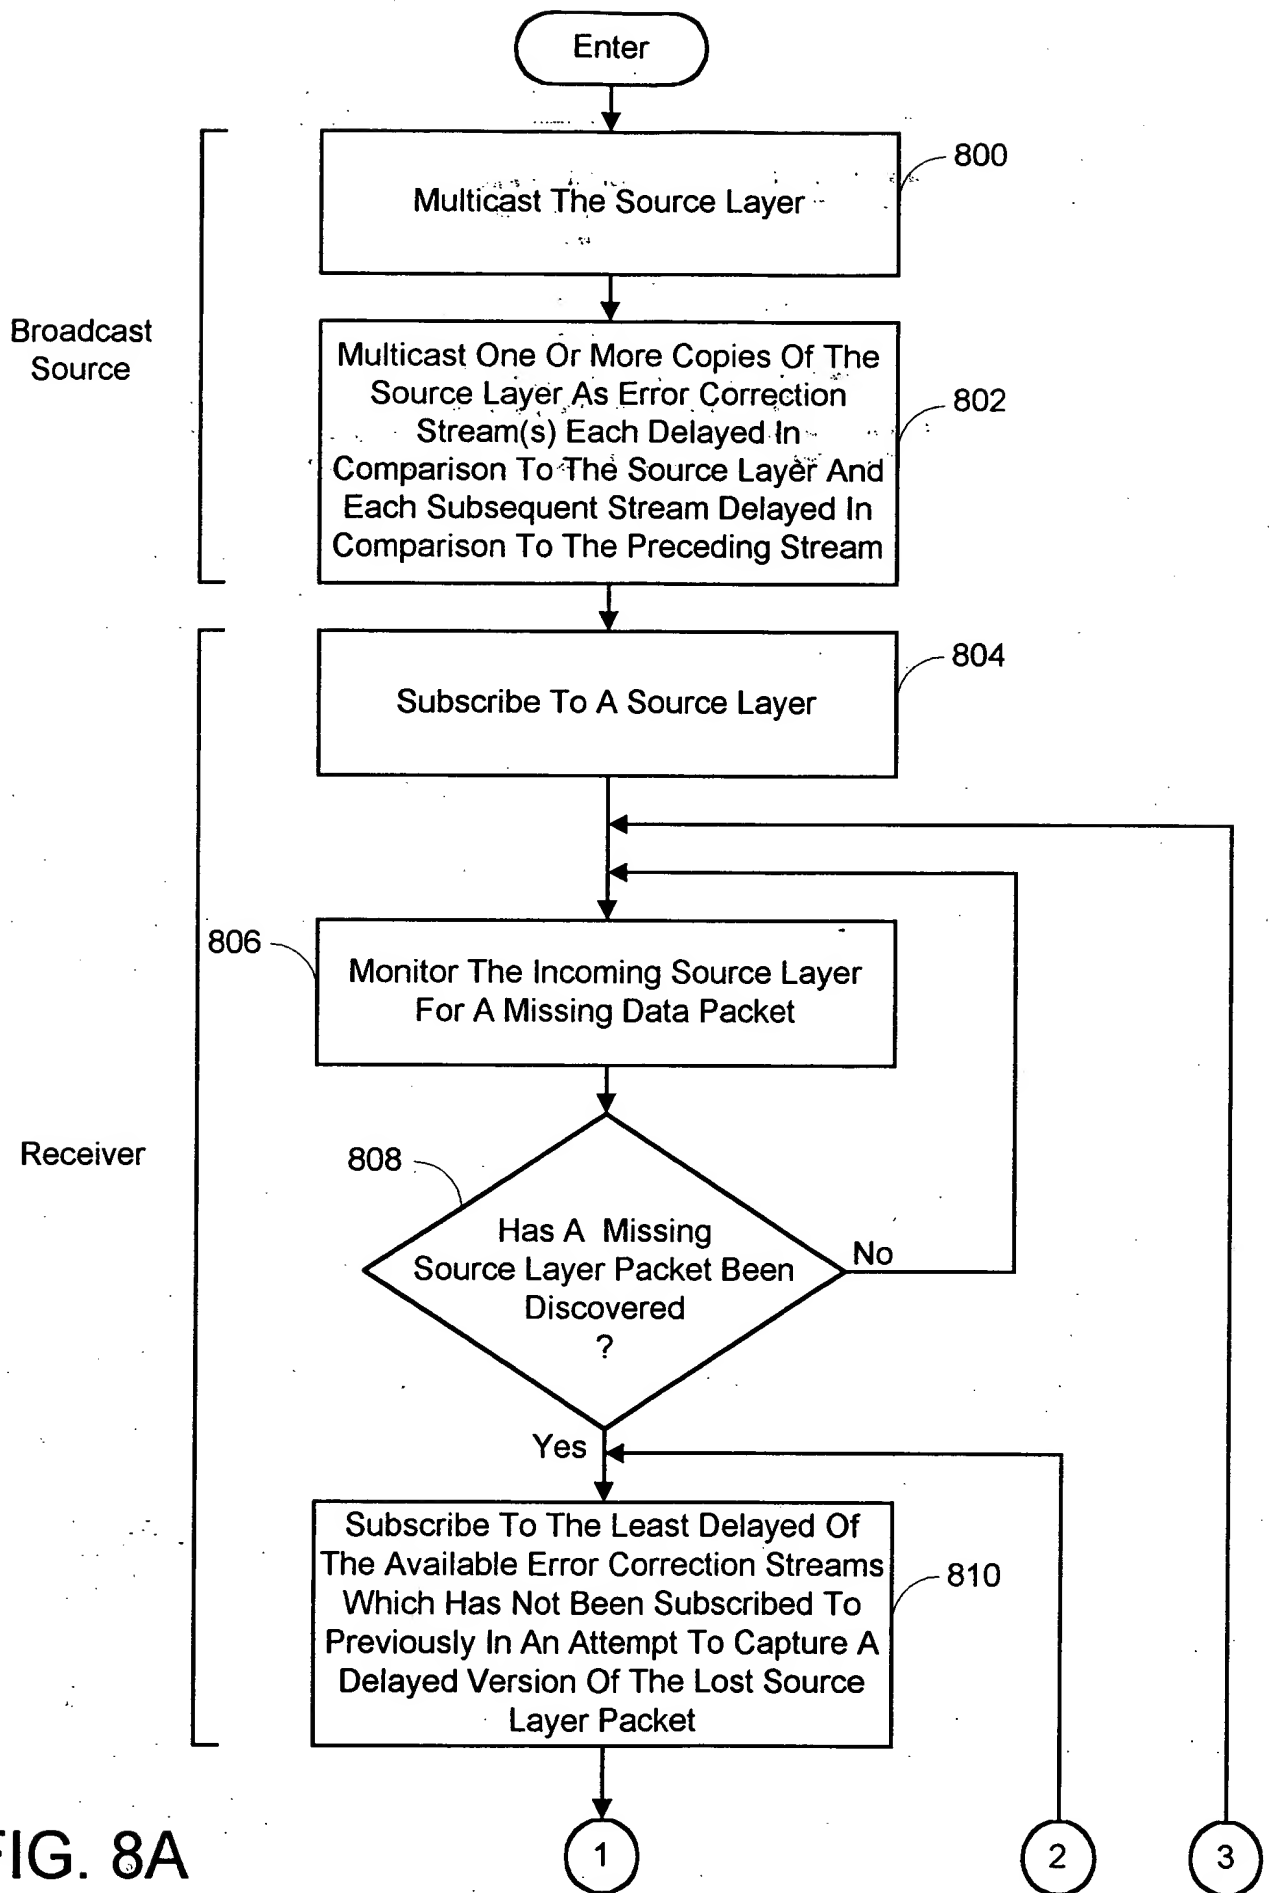 Enter
800
Multicast The Source Layer
Broadcast
Source
Multicast One Or More Copies Of The
Source Layer As Error Correction
Stream(s) Each Delayed In
Comparison To The Source Layer And
Each Subsequent Stream Delayed In
Comparison To The Preceding Stream
802
804
Subscribe To A Source Layer
806
Monitor The Incoming Source Layer
For A Missing Data Packet
Receiver
808
Has A Missing
Source Layer Packet Been
Discovered
?
No
Yes
Subscribe To The Least Delayed Of
The Available Error Correction Streams
Which Has Not Been Subscribed To
Previously In An Attempt To Capture A
Delayed Version Of The Lost Source
Layer Packet
810
FIG. 8A
1
2
3